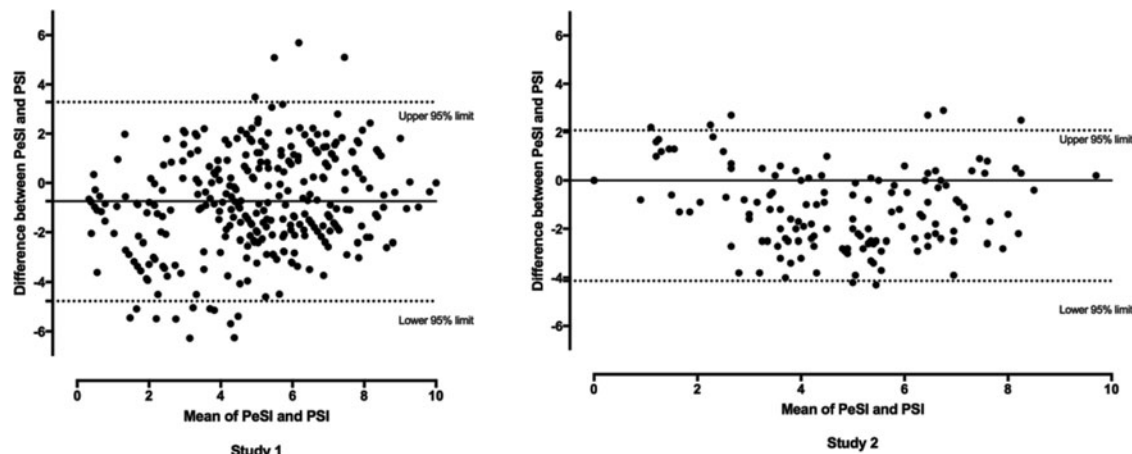 Difference between PeSI and PSI
6
4
2
0
-2
-4
-6
Upper 95% limit
Lower 95% limit
0 2 4 6 8 10
Mean of PeSI and PSI
Study 1
Difference between PeSI and PSI
6
4
2
0
-2
-4
-6
Upper 95% limit
Lower 95% limit
0 2 4 6 8 10
Mean of PeSI and PSI
Study 2